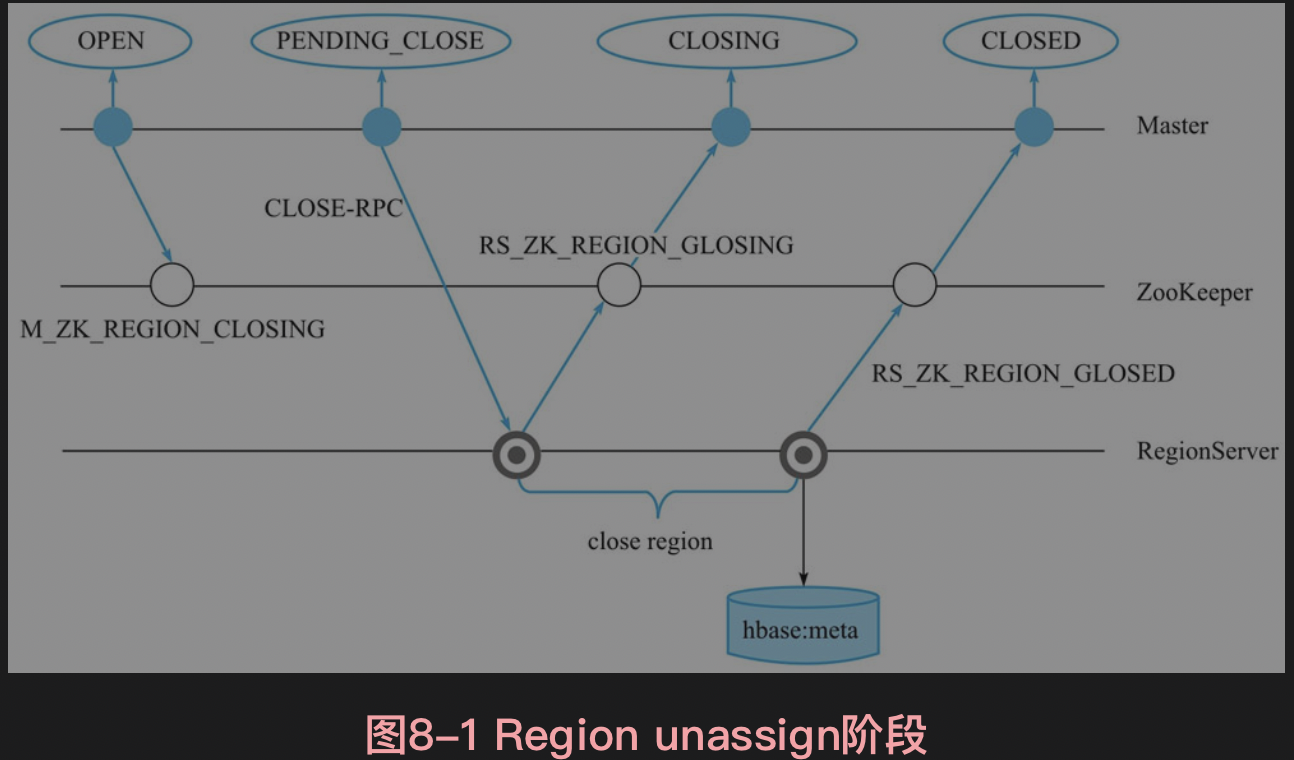 OPEN
PENDING_CLOSE
CLOSING
CLOSED
Master
CLOSE-RPC
RS_ZK_REGION_GLOSING
ZooKeeper
M_ZK_REGION_CLOSING
RS_ZK_REGION_GLOSED
RegionServer
close region
hbase:meta
图8-1 Region unassign阶段